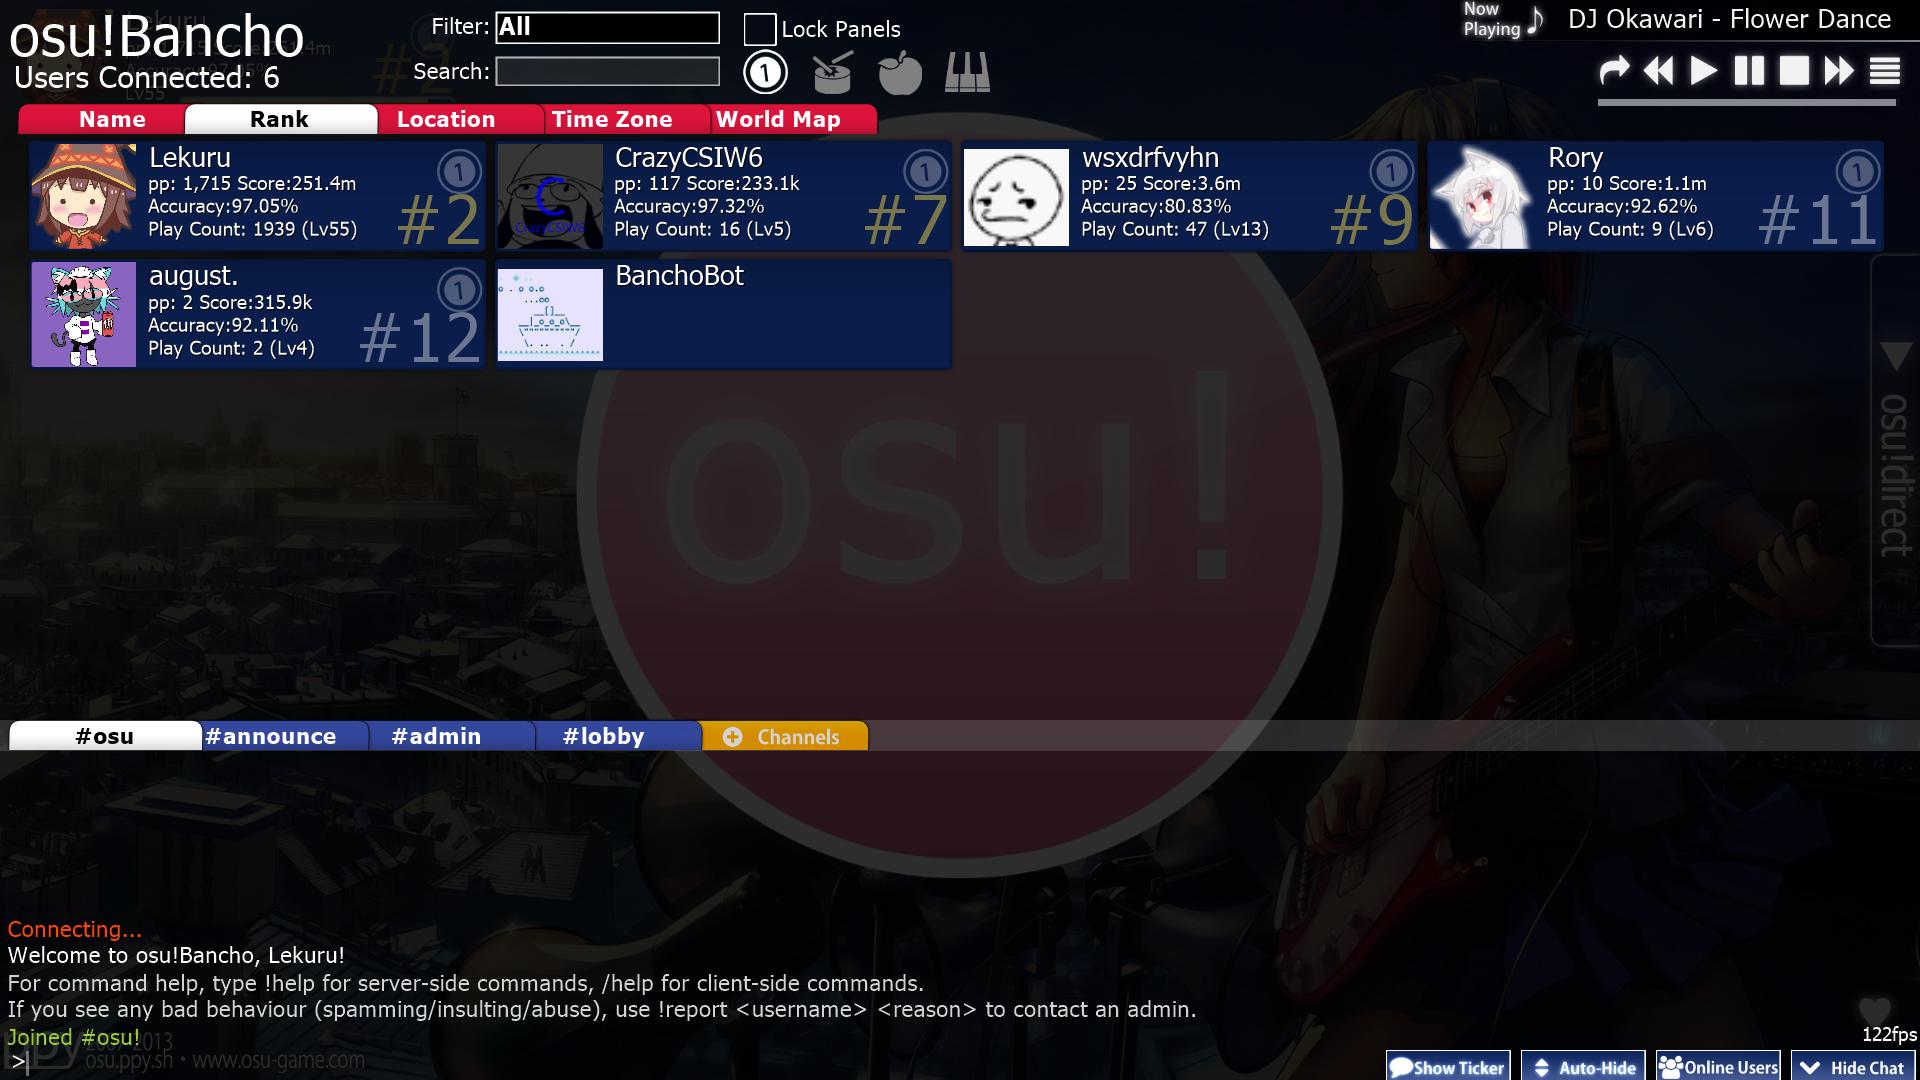 osu!Bancho
Users Connected: 6
Filter: All
Search:
Lock Panels
Now Playing
DJ Okawari - Flower Dance
Name Rank Location Time Zone World Map
Lekuru
pp: 1,715 Score:251.4m
Accuracy:97.05%
Play Count: 1939 (Lv55)
#2
CrazyCSIW6
pp: 117 Score:233.1k
Accuracy:97.32%
Play Count: 16 (Lv5)
#7
CrazyCSIW6
wsxdrfvyhn
pp: 25 Score:3.6m
Accuracy:80.83%
Play Count: 47 (Lv13)
#9
Rory
pp: 10 Score:1.1m
Accuracy:92.62%
Play Count: 9 (Lv6)
#11
august.
pp: 2 Score:315.9k
Accuracy:92.11%
Play Count: 2 (Lv4)
#12
BanchoBot
osu!
osu!direct
#osu #announce #admin #lobby Channels
Connecting...
Welcome to osu!Bancho, Lekuru!
For command help, type !help for server-side commands, /help for client-side commands.
If you see any bad behaviour (spamming/insulting/abuse), use !report <username> <reason> to contact an admin.
Joined #osu!
>
ppy 2007-2013
osu.ppy.sh • www.osu-game.com
122fps
Show Ticker Auto-Hide Online Users Hide Chat